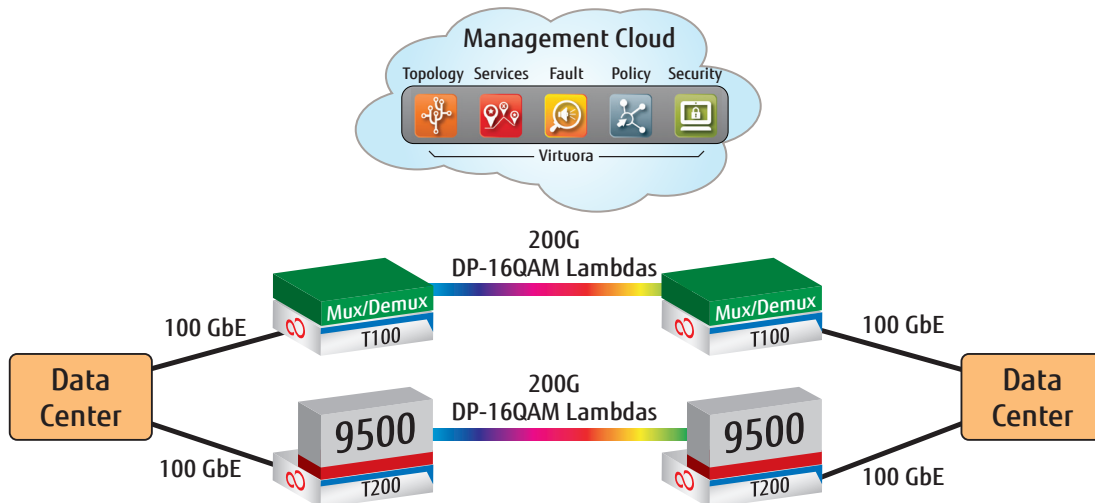 Management Cloud
Topology Services Fault Policy Security
Virtuora
200G
DP-16QAM Lambdas
Mux/Demux
T100
Mux/Demux
T100
100 GbE
100 GbE
Data
Center
Data
Center
200G
DP-16QAM Lambdas
9500
T200
9500
T200
100 GbE
100 GbE